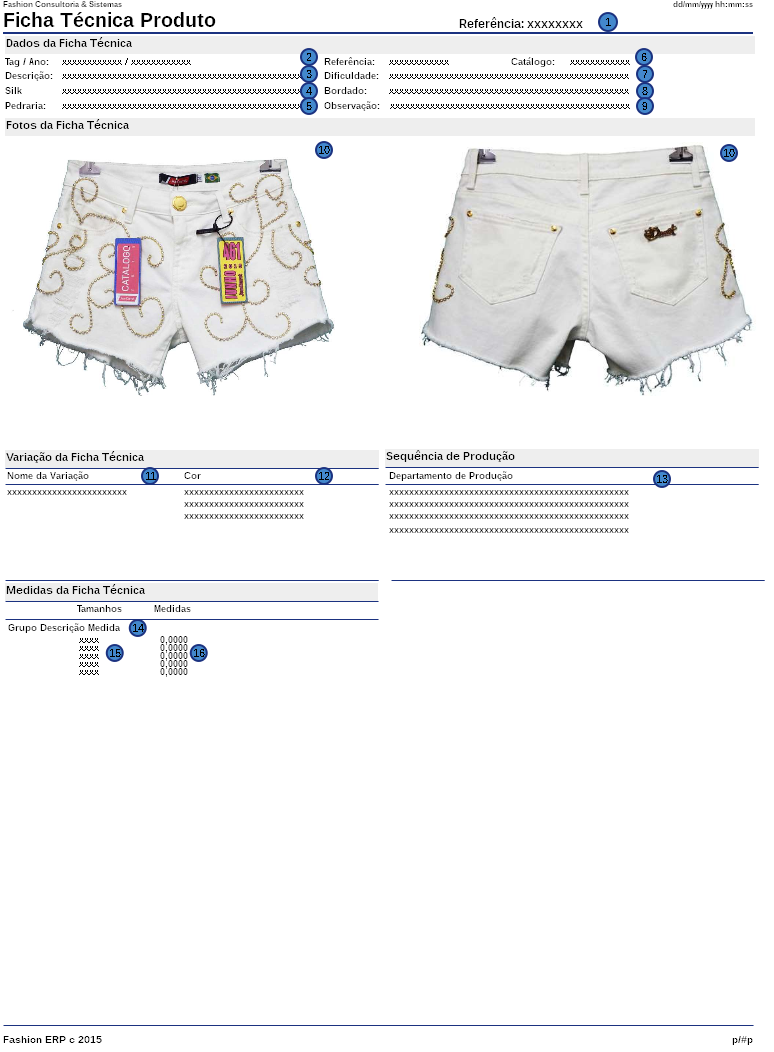 Fashion Consultoria & Sistemas dd/mm/yyyy hh:mm:ss
Ficha Técnica Produto Referência: xxxxxxxx 1
Dados da Ficha Técnica
Tag / Ano: xxxxxxxxxxxx / xxxxxxxxxxxx 2 Referência: xxxxxxxxxxxx Catálogo: xxxxxxxxxxxx 6
Descrição: xxxxxxxxxxxxxxxxxxxxxxxxxxxxxxxxxxxxxxxxxxxxxxxx 3 Dificuldade: xxxxxxxxxxxxxxxxxxxxxxxxxxxxxxxxxxxxxxxxxxxxxxxx 7
Silk xxxxxxxxxxxxxxxxxxxxxxxxxxxxxxxxxxxxxxxxxxxxxxxx 4 Bordado: xxxxxxxxxxxxxxxxxxxxxxxxxxxxxxxxxxxxxxxxxxxxxxxx 8
Pedraria: xxxxxxxxxxxxxxxxxxxxxxxxxxxxxxxxxxxxxxxxxxxxxxxx 5 Observação: xxxxxxxxxxxxxxxxxxxxxxxxxxxxxxxxxxxxxxxxxxxxxxxx 9
Fotos da Ficha Técnica
10 10
CATALOGO
461
JUNHO
Variação da Ficha Técnica
Nome da Variação 11 Cor 12
xxxxxxxxxxxxxxxxxxxxxxxx xxxxxxxxxxxxxxxxxxxxxxxx
xxxxxxxxxxxxxxxxxxxxxxxx
xxxxxxxxxxxxxxxxxxxxxxxx
Sequência de Produção
Departamento de Produção 13
xxxxxxxxxxxxxxxxxxxxxxxxxxxxxxxxxxxxxxxxxxxxxxxx
xxxxxxxxxxxxxxxxxxxxxxxxxxxxxxxxxxxxxxxxxxxxxxxx
xxxxxxxxxxxxxxxxxxxxxxxxxxxxxxxxxxxxxxxxxxxxxxxx
xxxxxxxxxxxxxxxxxxxxxxxxxxxxxxxxxxxxxxxxxxxxxxxx
Medidas da Ficha Técnica
Tamanhos Medidas
Grupo Descrição Medida 14
xxxx 0,0000
xxxx 0,0000
xxxx 15 0,0000 16
xxxx 0,0000
xxxx 0,0000
Fashion ERP c 2015 p/#p